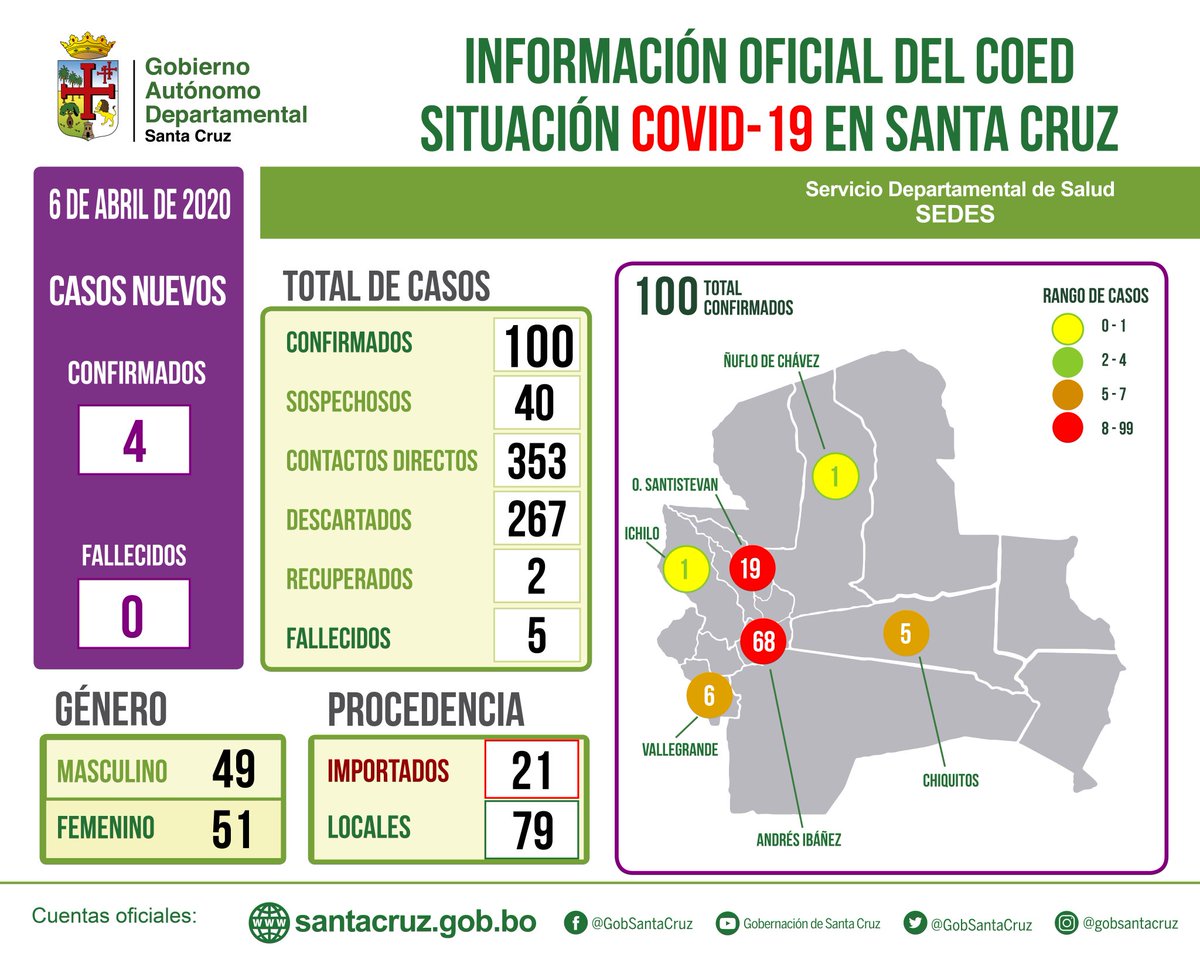 Gobierno
Autónomo
Departamental
Santa Cruz
INFORMACIÓN OFICIAL DEL COED
SITUACIÓN COVID-19 EN SANTA CRUZ
Servicio Departamental de Salud
SEDES
6 DE ABRIL DE 2020
CASOS NUEVOS
CONFIRMADOS
4
FALLECIDOS
0
TOTAL DE CASOS
CONFIRMADOS 100
SOSPECHOSOS 40
CONTACTOS DIRECTOS 353
DESCARTADOS 267
RECUPERADOS 2
FALLECIDOS 5
GÉNERO
MASCULINO 49
FEMENINO 51
PROCEDENCIA
IMPORTADOS 21
LOCALES 79
100 TOTAL
CONFIRMADOS
RANGO DE CASOS
0 - 1
2 - 4
5 - 7
8 - 99
ÑUFLO DE CHÁVEZ
1
O. SANTISTEVAN
19
ICHILO
1
68
5
6
VALLEGRANDE
CHIQUITOS
ANDRÉS IBÁÑEZ
Cuentas oficiales:
www
santacruz.gob.bo
@GobSantaCruz
Gobernación de Santa Cruz
@GobSantaCruz
@gobsantacruz